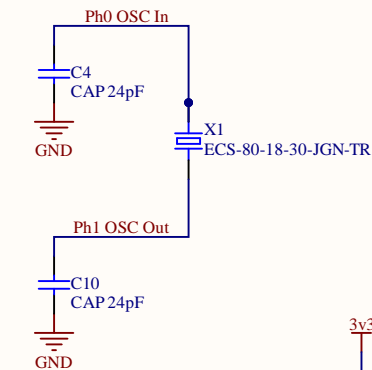 Ph0 OSC In
C4
CAP 24pF
GND
X1
ECS-80-18-30-JGN-TR
Ph1 OSC Out
C10
CAP 24pF
GND
3v3